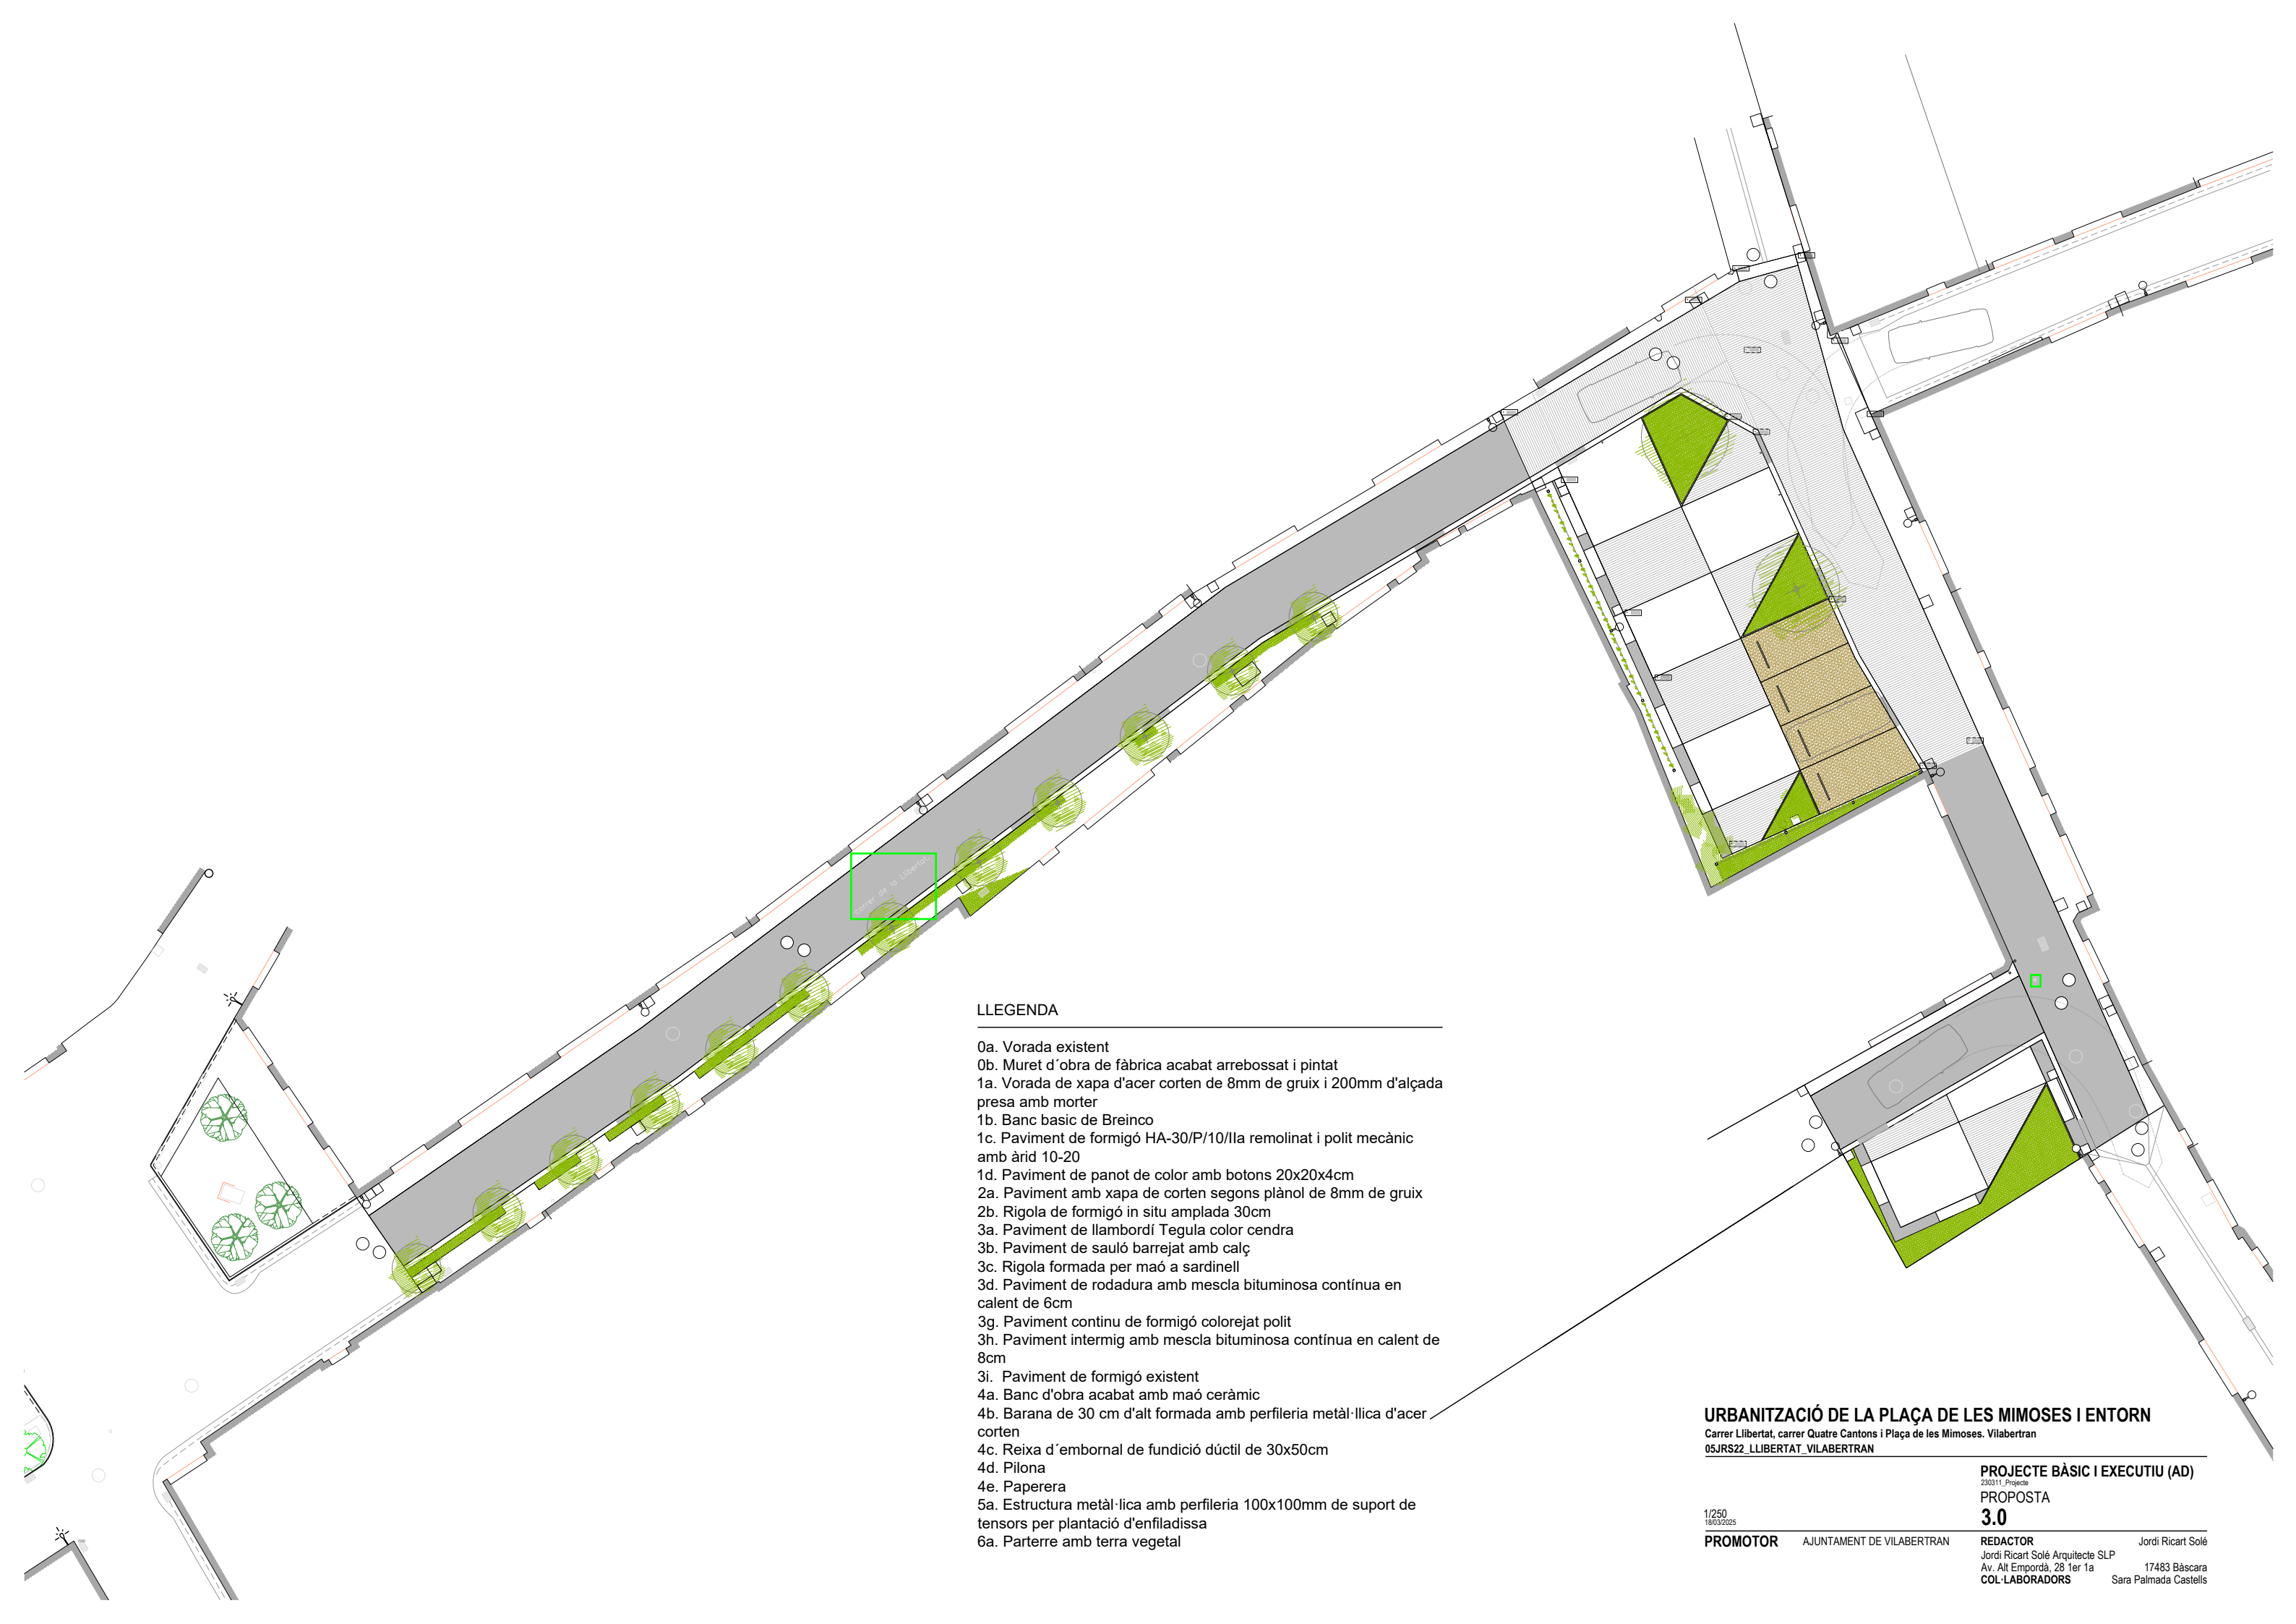 Carrer de la Llibertat
LLEGENDA
0a. Vorada existent
0b. Muret d´obra de fàbrica acabat arrebossat i pintat
1a. Vorada de xapa d'acer corten de 8mm de gruix i 200mm d'alçada
presa amb morter
1b. Banc basic de Breinco
1c. Paviment de formigó HA-30/P/10/IIa remolinat i polit mecànic
amb àrid 10-20
1d. Paviment de panot de color amb botons 20x20x4cm
2a. Paviment amb xapa de corten segons plànol de 8mm de gruix
2b. Rigola de formigó in situ amplada 30cm
3a. Paviment de llambordí Tegula color cendra
3b. Paviment de sauló barrejat amb calç
3c. Rigola formada per maó a sardinell
3d. Paviment de rodadura amb mescla bituminosa contínua en
calent de 6cm
3g. Paviment continu de formigó colorejat polit
3h. Paviment intermig amb mescla bituminosa contínua en calent de
8cm
3i. Paviment de formigó existent
4a. Banc d'obra acabat amb maó ceràmic
4b. Barana de 30 cm d'alt formada amb perfileria metàl·llica d'acer
corten
4c. Reixa d´embornal de fundició dúctil de 30x50cm
4d. Pilona
4e. Paperera
5a. Estructura metàl·lica amb perfileria 100x100mm de suport de
tensors per plantació d'enfiladissa
6a. Parterre amb terra vegetal
URBANITZACIÓ DE LA PLAÇA DE LES MIMOSES I ENTORN
Carrer Llibertat, carrer Quatre Cantons i Plaça de les Mimoses. Vilabertran
05JRS22_LLIBERTAT_VILABERTRAN
PROJECTE BÀSIC I EXECUTIU (AD)
230311_Projecte
PROPOSTA
1/250
18/03/2025
3.0
PROMOTOR AJUNTAMENT DE VILABERTRAN
REDACTOR Jordi Ricart Solé
Jordi Ricart Solé Arquitecte SLP
Av. Alt Empordà, 28 1er 1a 17483 Bàscara
COL·LABORADORS Sara Palmada Castells